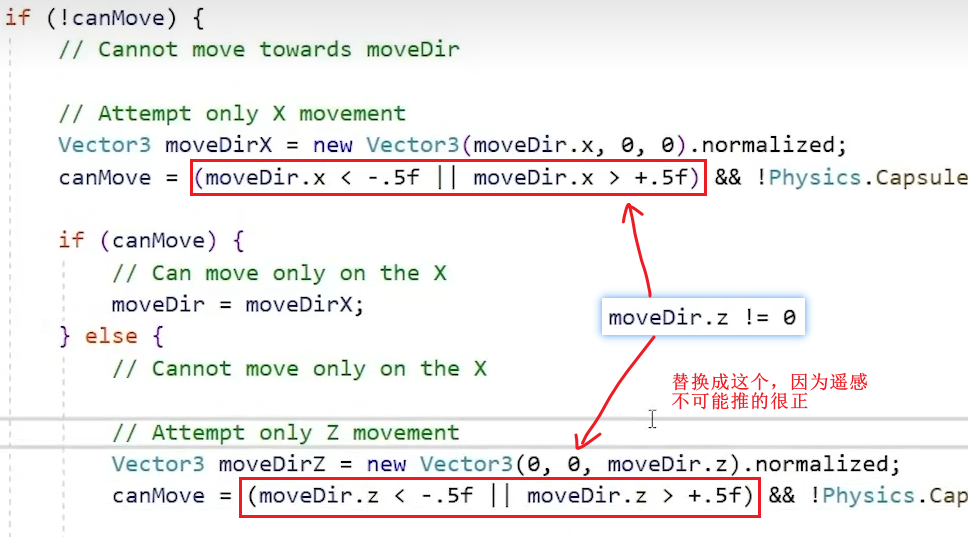 if (!canMove) {
// Cannot move towards moveDir
// Attempt only X movement
Vector3 moveDirX = new Vector3(moveDir.x, 0, 0).normalized;
canMove = (moveDir.x < -.5f || moveDir.x > +.5f) && !Physics.Capsule
if (canMove) {
// Can move only on the X
moveDir = moveDirX;
moveDir.z != 0
} else {
// Cannot move only on the X
替换成这个，因为遥感
不可能推的很正
// Attempt only Z movement
Vector3 moveDirZ = new Vector3(0, 0, moveDir.z).normalized;
canMove = (moveDir.z < -.5f || moveDir.z > +.5f) && !Physics.Cap